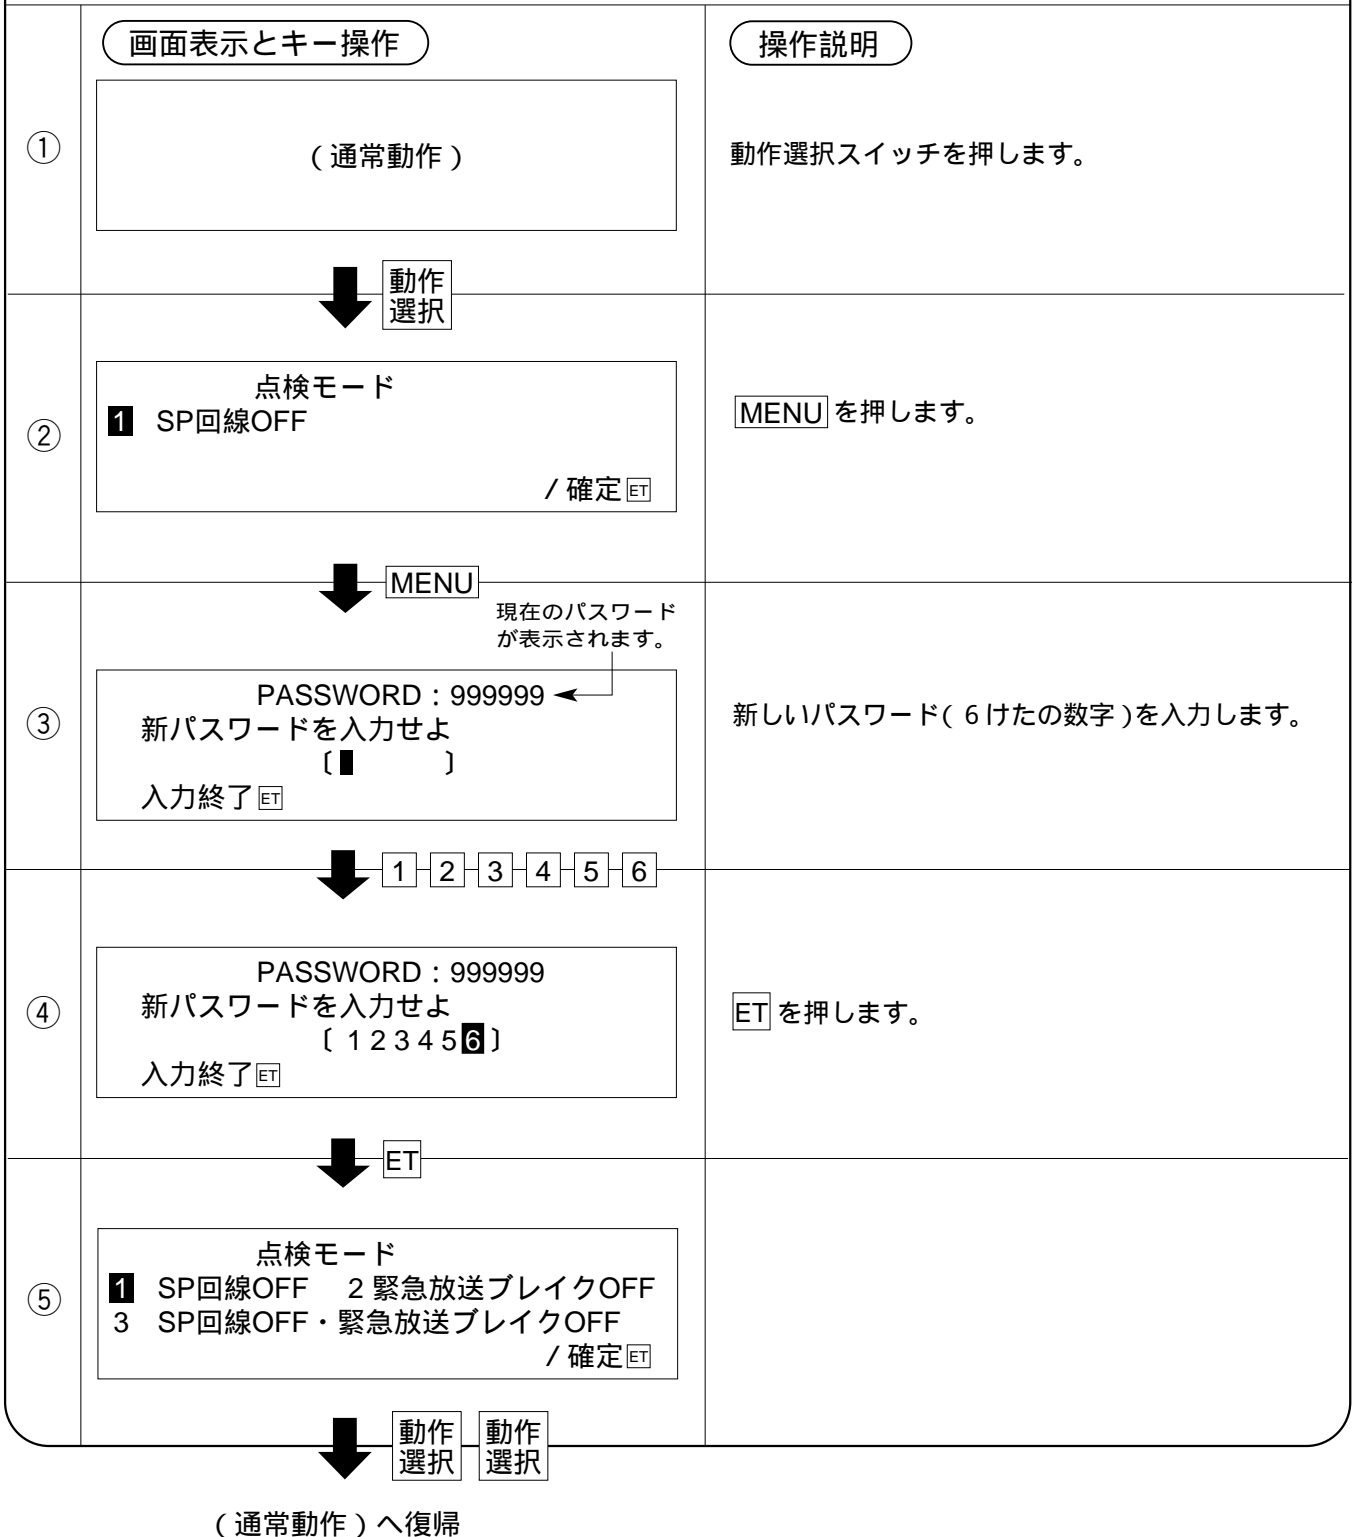 画面表示とキー操作
操作説明
①
(通常動作)
動作選択スイッチを押します。
動作
選択
②
点検モード
1 SP回線OFF
/確定ET
MENUを押します。
MENU
現在のパスワード
が表示されます。
③
PASSWORD:999999
新パスワードを入力せよ
〔 〕
入力終了ET
新しいパスワード(6けたの数字)を入力します。
1 2 3 4 5 6
④
PASSWORD:999999
新パスワードを入力せよ
〔123456〕
入力終了ET
ETを押します。
ET
⑤
点検モード
1 SP回線OFF 2緊急放送ブレイクOFF
3 SP回線OFF・緊急放送ブレイクOFF
/確定ET
動作 動作
選択 選択
(通常動作)へ復帰